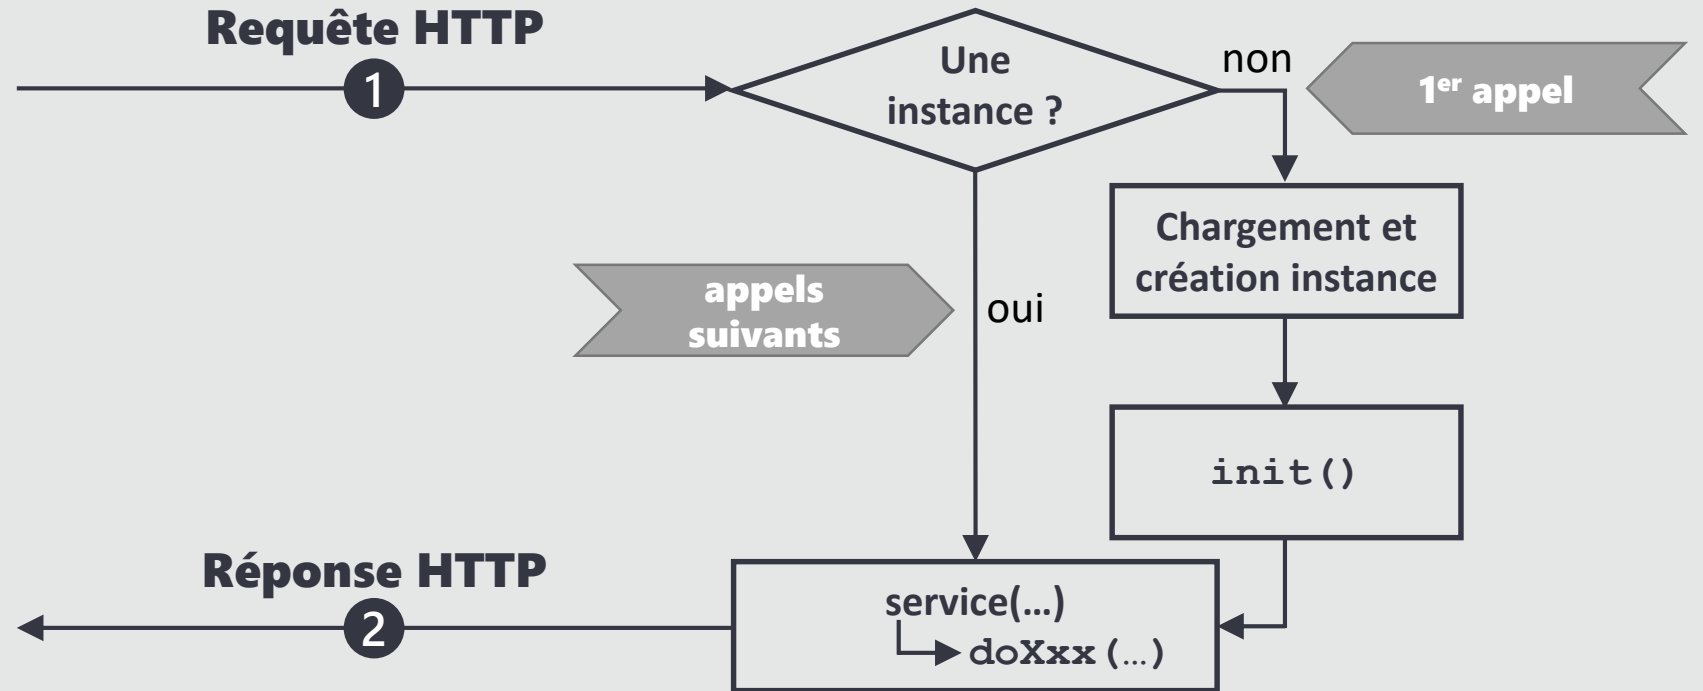 Requête HTTP
1
Une
instance ?
non
1er appel
Chargement et
création instance
appels
suivants
oui
init()
Réponse HTTP
2
service(…)
doXxx(…)